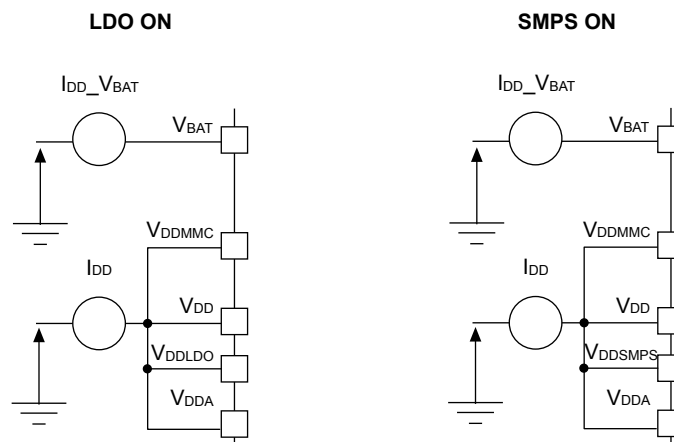 LDO ON
IDD_VBAT
VBAT
VDDMMC
IDD
VDD
VDDLDO
VDDA
SMPS ON
IDD_VBAT
VBAT
VDDMMC
IDD
VDD
VDDSMPS
VDDA